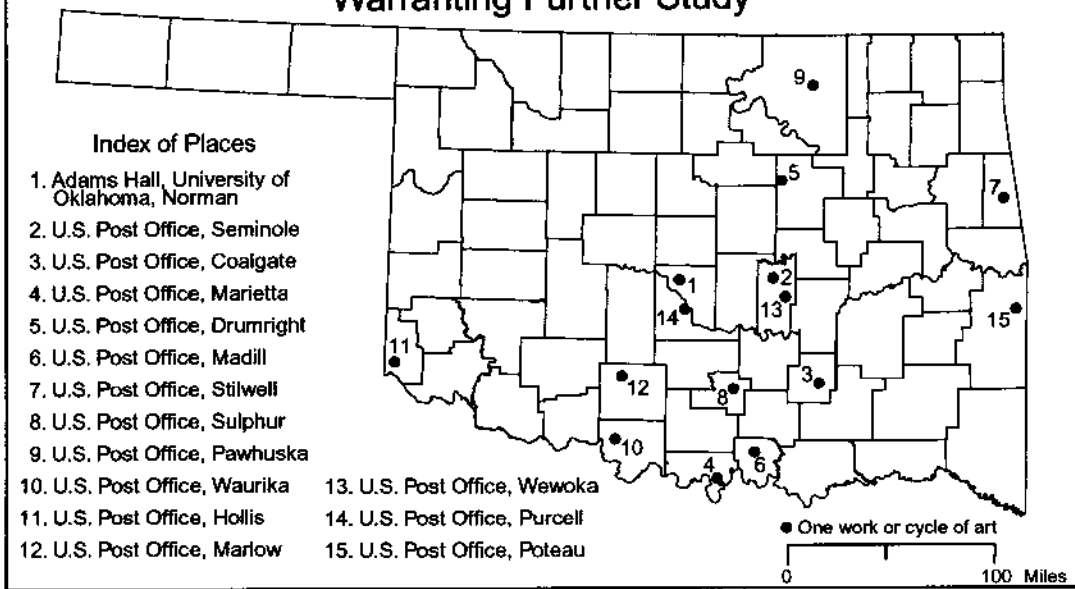 Warranting Further Study
Index of Places
1. Adams Hall, University of
Oklahoma, Norman
2. U.S. Post Office, Seminole
3. U.S. Post Office, Coalgate
4. U.S. Post Office, Marietta
5. U.S. Post Office, Drumright
6. U.S. Post Office, Madill
7. U.S. Post Office, Stilwell
8. U.S. Post Office, Sulphur
9. U.S. Post Office, Pawhuska
10. U.S. Post Office, Waurika
11. U.S. Post Office, Hollis
12. U.S. Post Office, Marlow
13. U.S. Post Office, Wewoka
14. U.S. Post Office, Purcell
15. U.S. Post Office, Poteau
9
5
7
1
2
13
14
15
11
12
8
3
10
4
6
One work or cycle of art
0 100 Miles